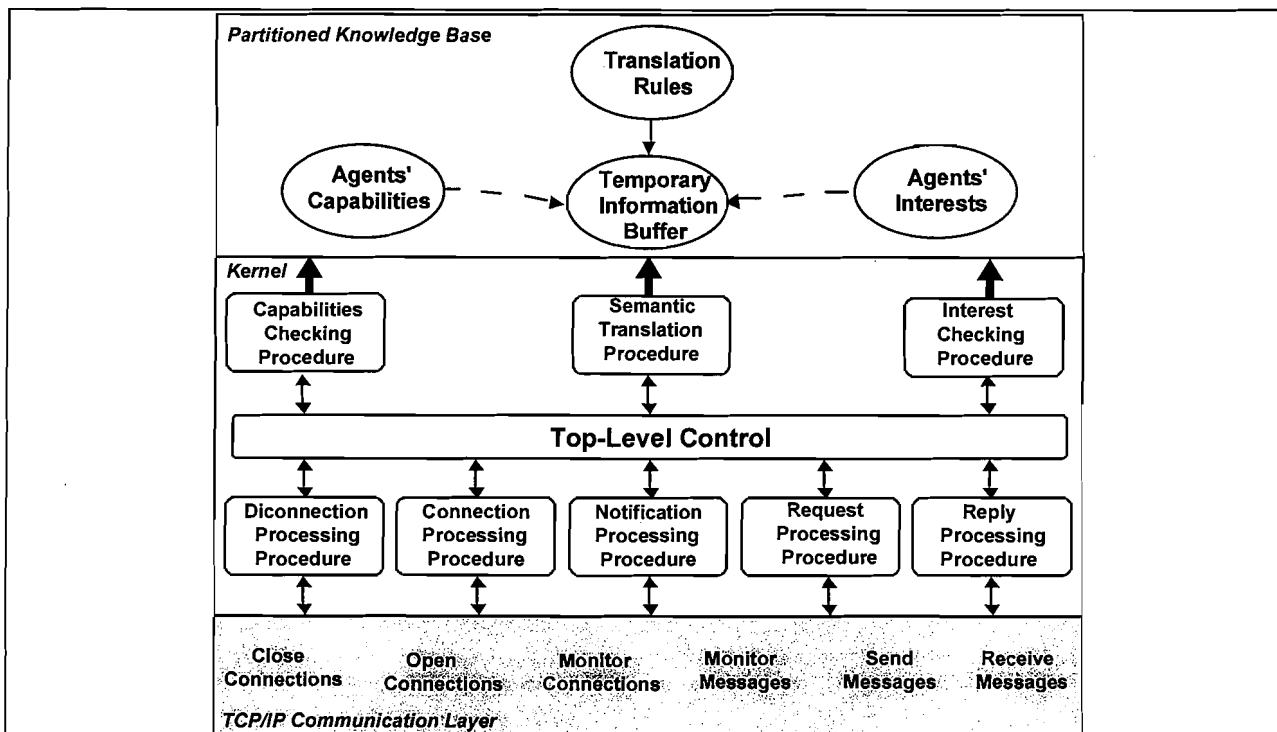 Partitioned Knowledge Base
Translation
Rules
Agents'
Capabilities
Temporary
Information
Buffer
Agents'
Interests
Kernel
Capabilities
Checking
Procedure
Semantic
Translation
Procedure
Interest
Checking
Procedure
Top-Level Control
Diconnection
Processing
Procedure
Connection
Processing
Procedure
Notification
Processing
Procedure
Request
Processing
Procedure
Reply
Processing
Procedure
Close
Connections
Open
Connections
Monitor
Connections
Monitor
Messages
Send
Messages
Receive
Messages
TCP/IP Communication Layer